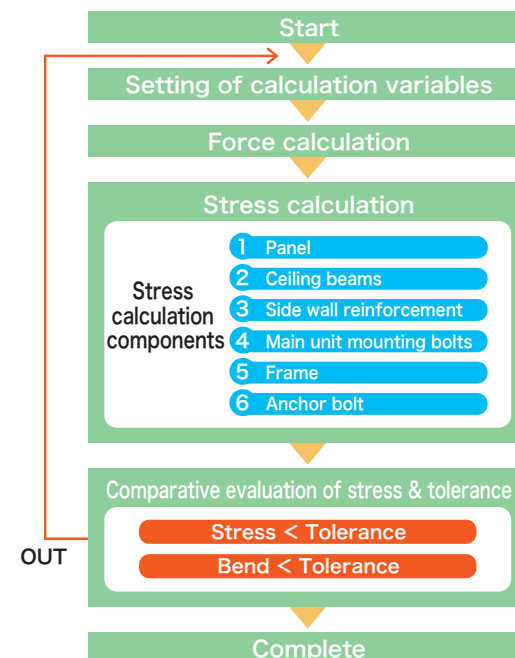 Start
Setting of calculation variables
Force calculation
Stress calculation
Stress
calculation
components
1 Panel
2 Ceiling beams
3 Side wall reinforcement
4 Main unit mounting bolts
5 Frame
6 Anchor bolt
Comparative evaluation of stress & tolerance
Stress < Tolerance
Bend < Tolerance
OUT
Complete